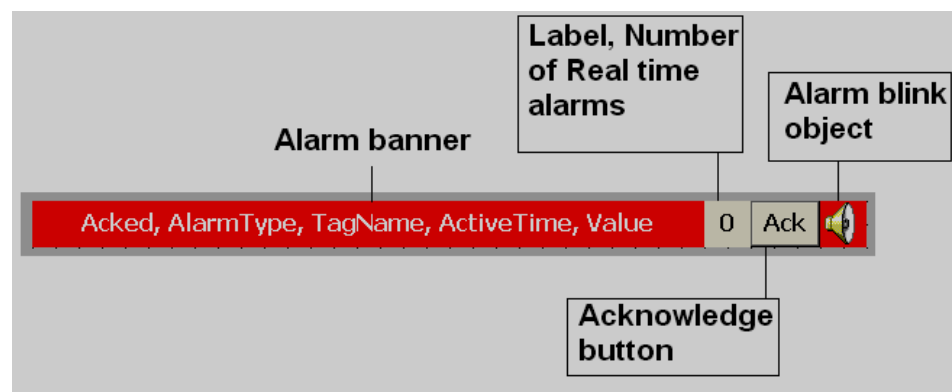 Label, Number
of Real time
alarms
Alarm blink
object
Alarm banner
Acked, AlarmType, TagName, ActiveTime, Value
0
Ack
Acknowledge
button